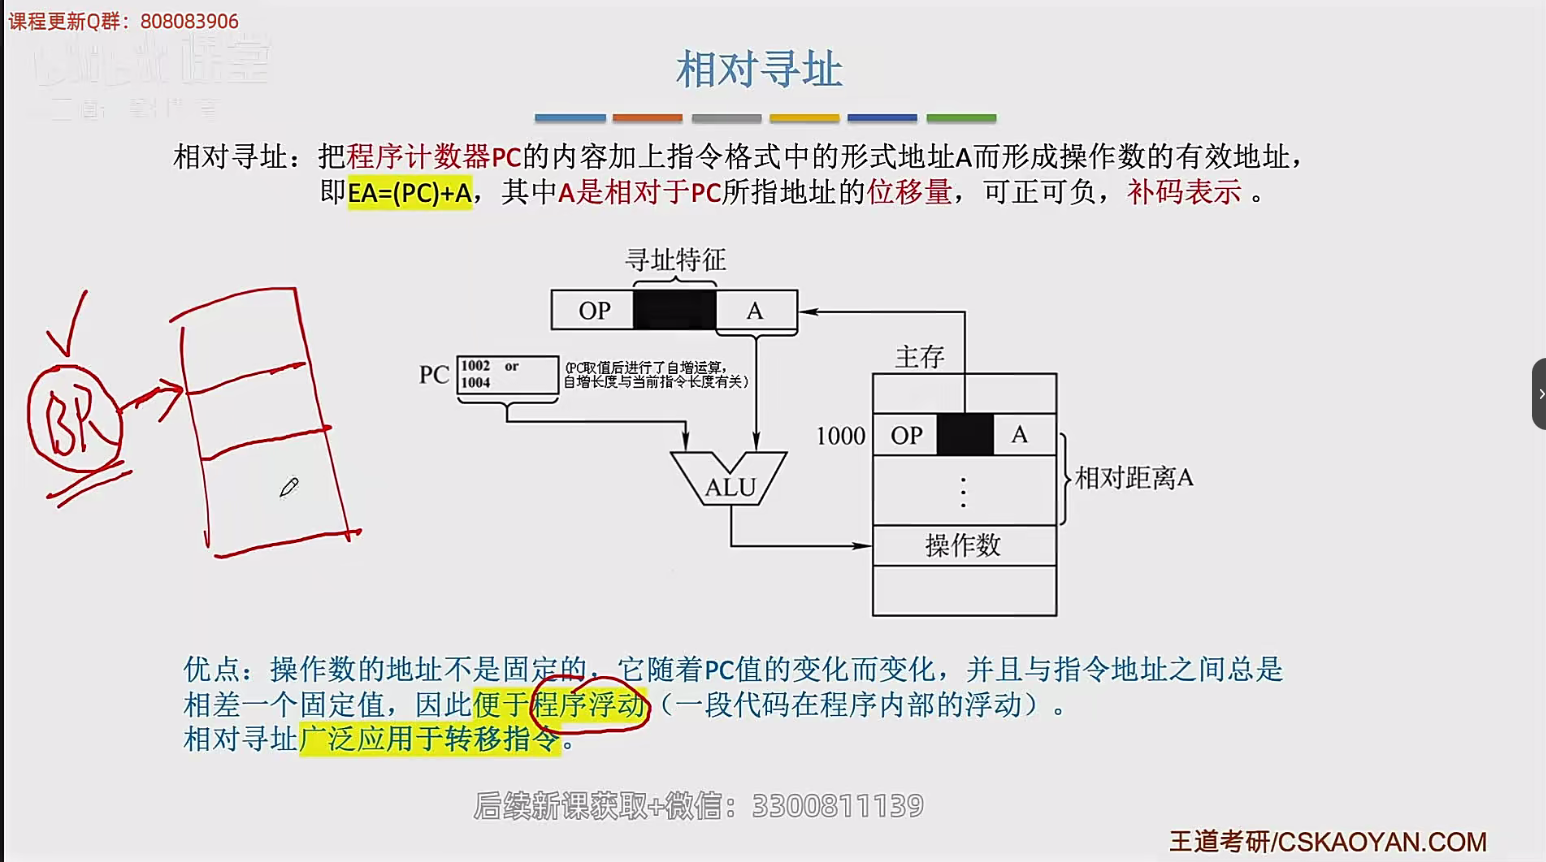 课程更新Q群：808083906
相对寻址
相对寻址：把程序计数器PC的内容加上指令格式中的形式地址A而形成操作数的有效地址，
即EA=(PC)+A，其中A是相对于PC所指地址的位移量，可正可负，补码表示 。
寻址特征
OP A
PC 1002 or
1004
(PC取值后进行了自增运算，
自增长度与当前指令长度有关)
主存
1000 OP A
BR
ALU
⋮
相对距离A
操作数
优点：操作数的地址不是固定的，它随着PC值的变化而变化，并且与指令地址之间总是
相差一个固定值，因此便于程序浮动（一段代码在程序内部的浮动）。
相对寻址广泛应用于转移指令。
后续新课获取+微信：3300811139
王道考研/CSKAOYAN.COM